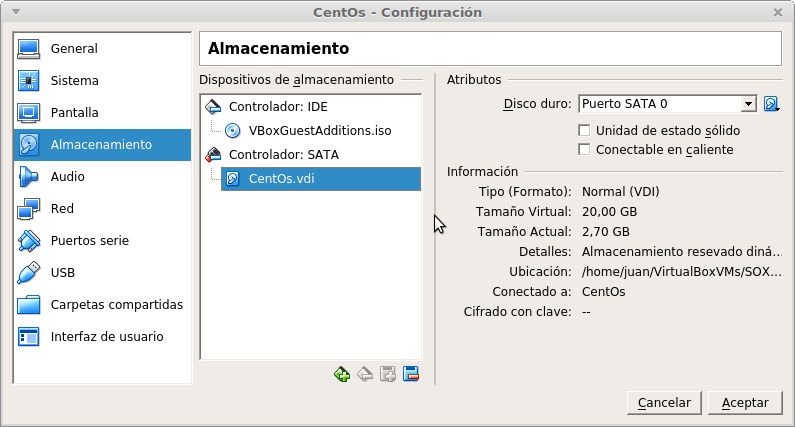 CentOs - Configuración
General
Sistema
Pantalla
Almacenamiento
Audio
Red
Puertos serie
USB
Carpetas compartidas
Interfaz de usuario
Almacenamiento
Dispositivos de almacenamiento
Controlador: IDE
VBoxGuestAdditions.iso
Controlador: SATA
CentOs.vdi
Atributos
Disco duro: Puerto SATA 0
Unidad de estado sólido
Conectable en caliente
Información
Tipo (Formato): Normal (VDI)
Tamaño Virtual: 20,00 GB
Tamaño Actual: 2,70 GB
Detalles: Almacenamiento resevado diná...
Ubicación: /home/juan/VirtualBoxVMs/SOX...
Conectado a: CentOs
Cifrado con clave: --
Cancelar Aceptar